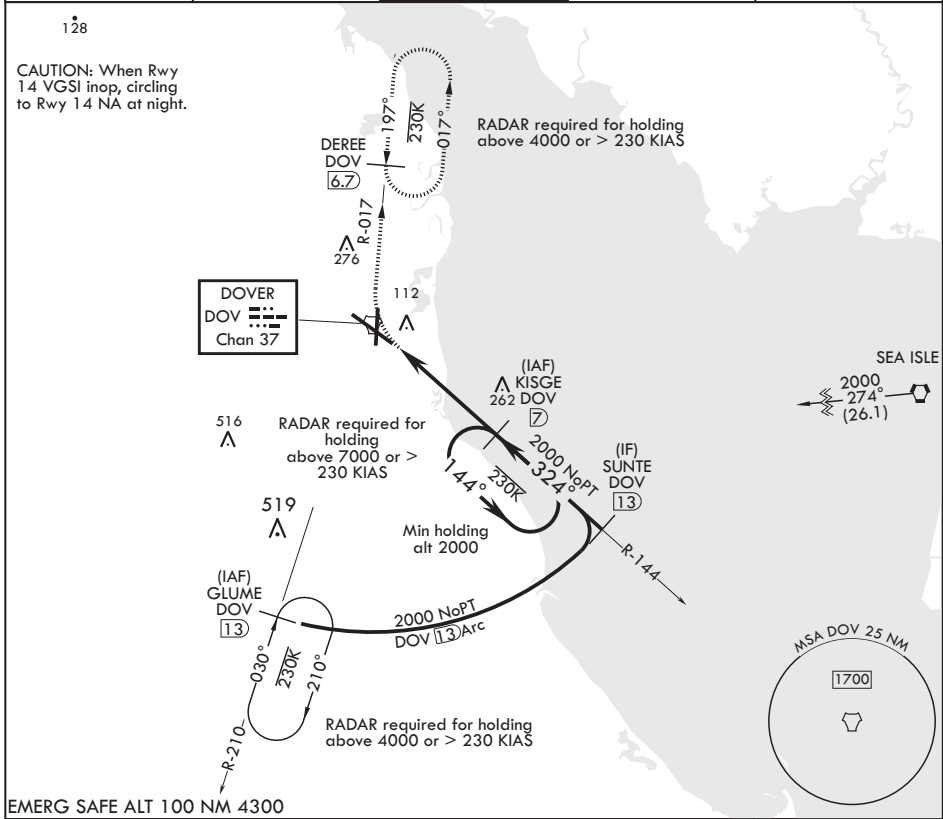 128
CAUTION: When Rwy
14 VGSI inop, circling
to Rwy 14 NA at night.
197°
230K
017°
RADAR required for holding
above 4000 or > 230 KIAS
DEREE
DOV
6.7
R-017
276
DOVER
DOV
Chan 37
112
(IAF)
KISGE
DOV
7
262
SEA ISLE
2000
274°
(26.1)
516
RADAR required for
holding
above 7000 or >
230 KIAS
2000 NoPT
324°
(IF)
SUNTE
DOV
13
144°
230K
Min holding
alt 2000
R-144
519
(IAF)
GLUME
DOV
13
2000 NoPT
DOV 13 Arc
030°
230K
210°
RADAR required for holding
above 4000 or > 230 KIAS
R-210
MSA DOV 25 NM
1700
EMERG SAFE ALT 100 NM 4300